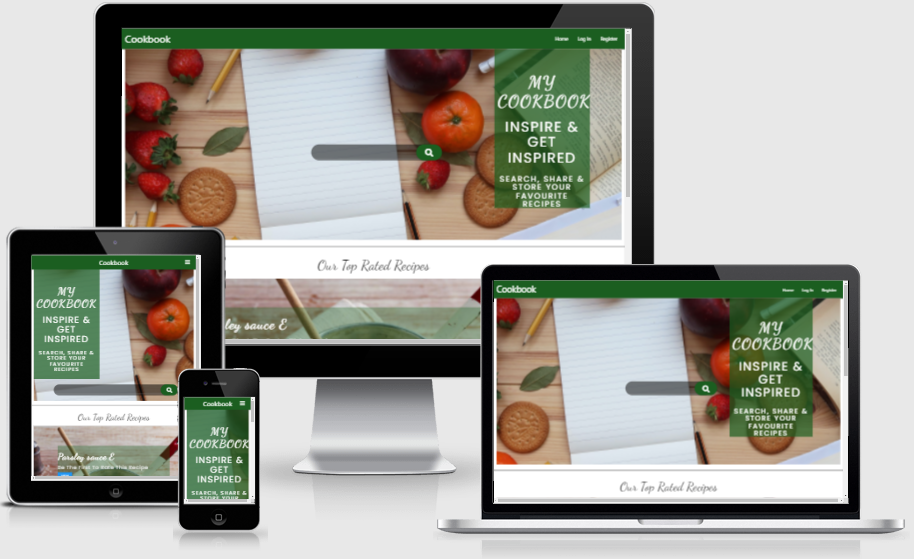 Cookbook
Home Log In Register
MY
COOKBOOK
INSPIRE &
GET
INSPIRED
SEARCH, SHARE &
STORE YOUR
FAVOURITE
RECIPES
Our Top Rated Recipes
sley sauce E
Cookbook
MY
COOKBOOK
INSPIRE &
GET
INSPIRED
SEARCH, SHARE &
STORE YOUR
FAVOURITE
RECIPES
Our Top Rated Recipes
Parsley sauce E
Be The First To Rate This Recipe
Cookbook
MY
COOKBOOK
INSPIRE &
GET
INSPIRED
SEARCH, SHARE &
STORE YOUR
Cookbook
Home Log In Register
MY
COOKBOOK
INSPIRE &
GET
INSPIRED
SEARCH, SHARE &
STORE YOUR
FAVOURITE
RECIPES
Our Top Rated Recipes